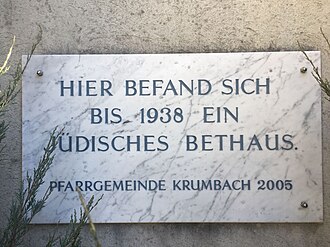 HIER BEFAND SICH
BIS 1938 EIN
JÜDISCHES BETHAUS.
PFARRGEMEINDE KRUMBACH 2005